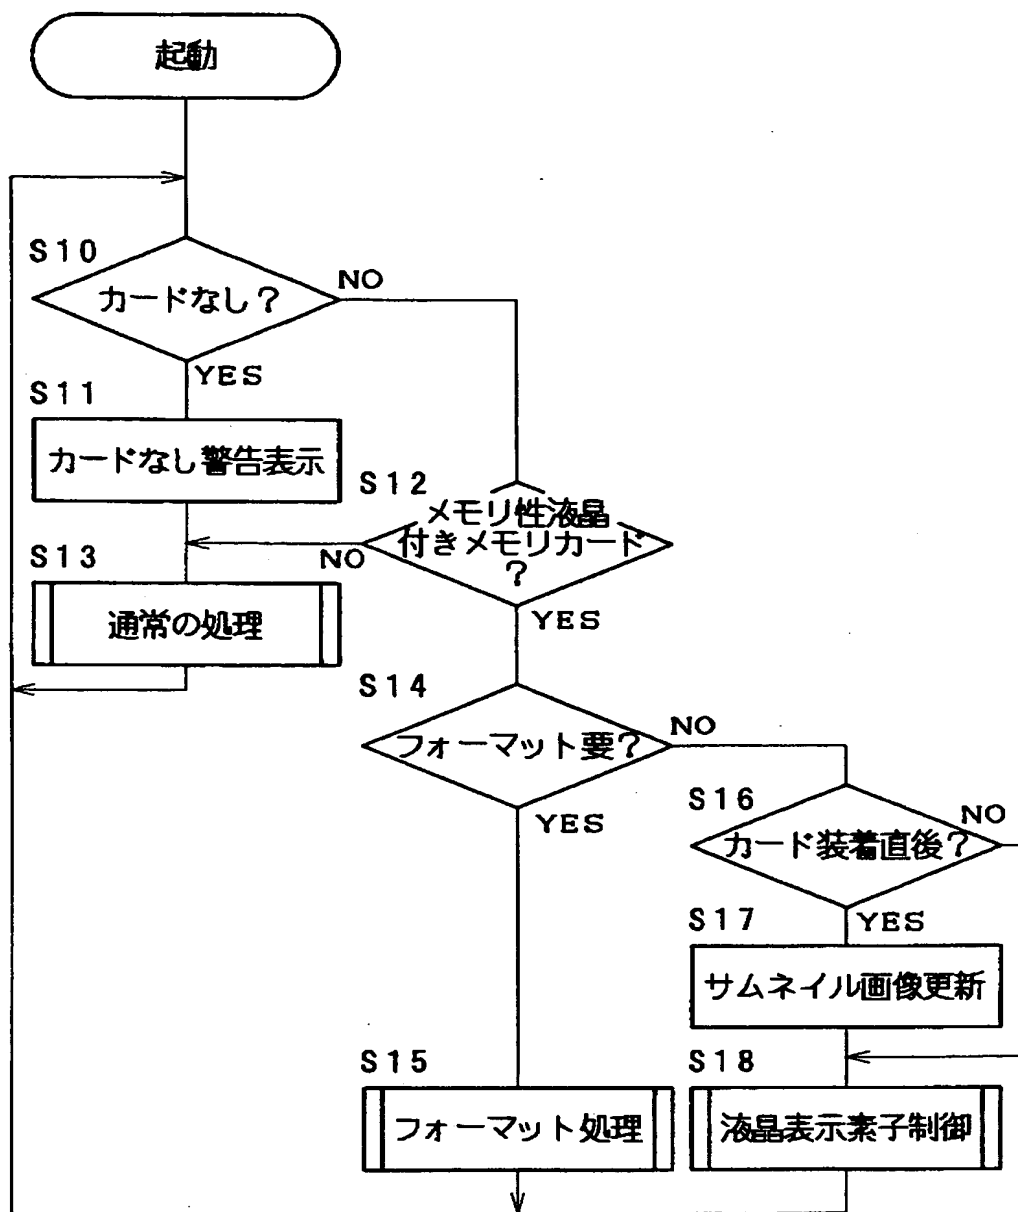 起動
S10
カードなし?
NO
YES
S11
カードなし警告表示
S12
メモリ性液晶
付きメモリカード
?
NO
YES
S13
通常の処理
S14
フォーマット要?
NO
YES
S16
カード装着直後?
NO
YES
S17
サムネイル画像更新
S15
フォーマット処理
S18
液晶表示素子制御